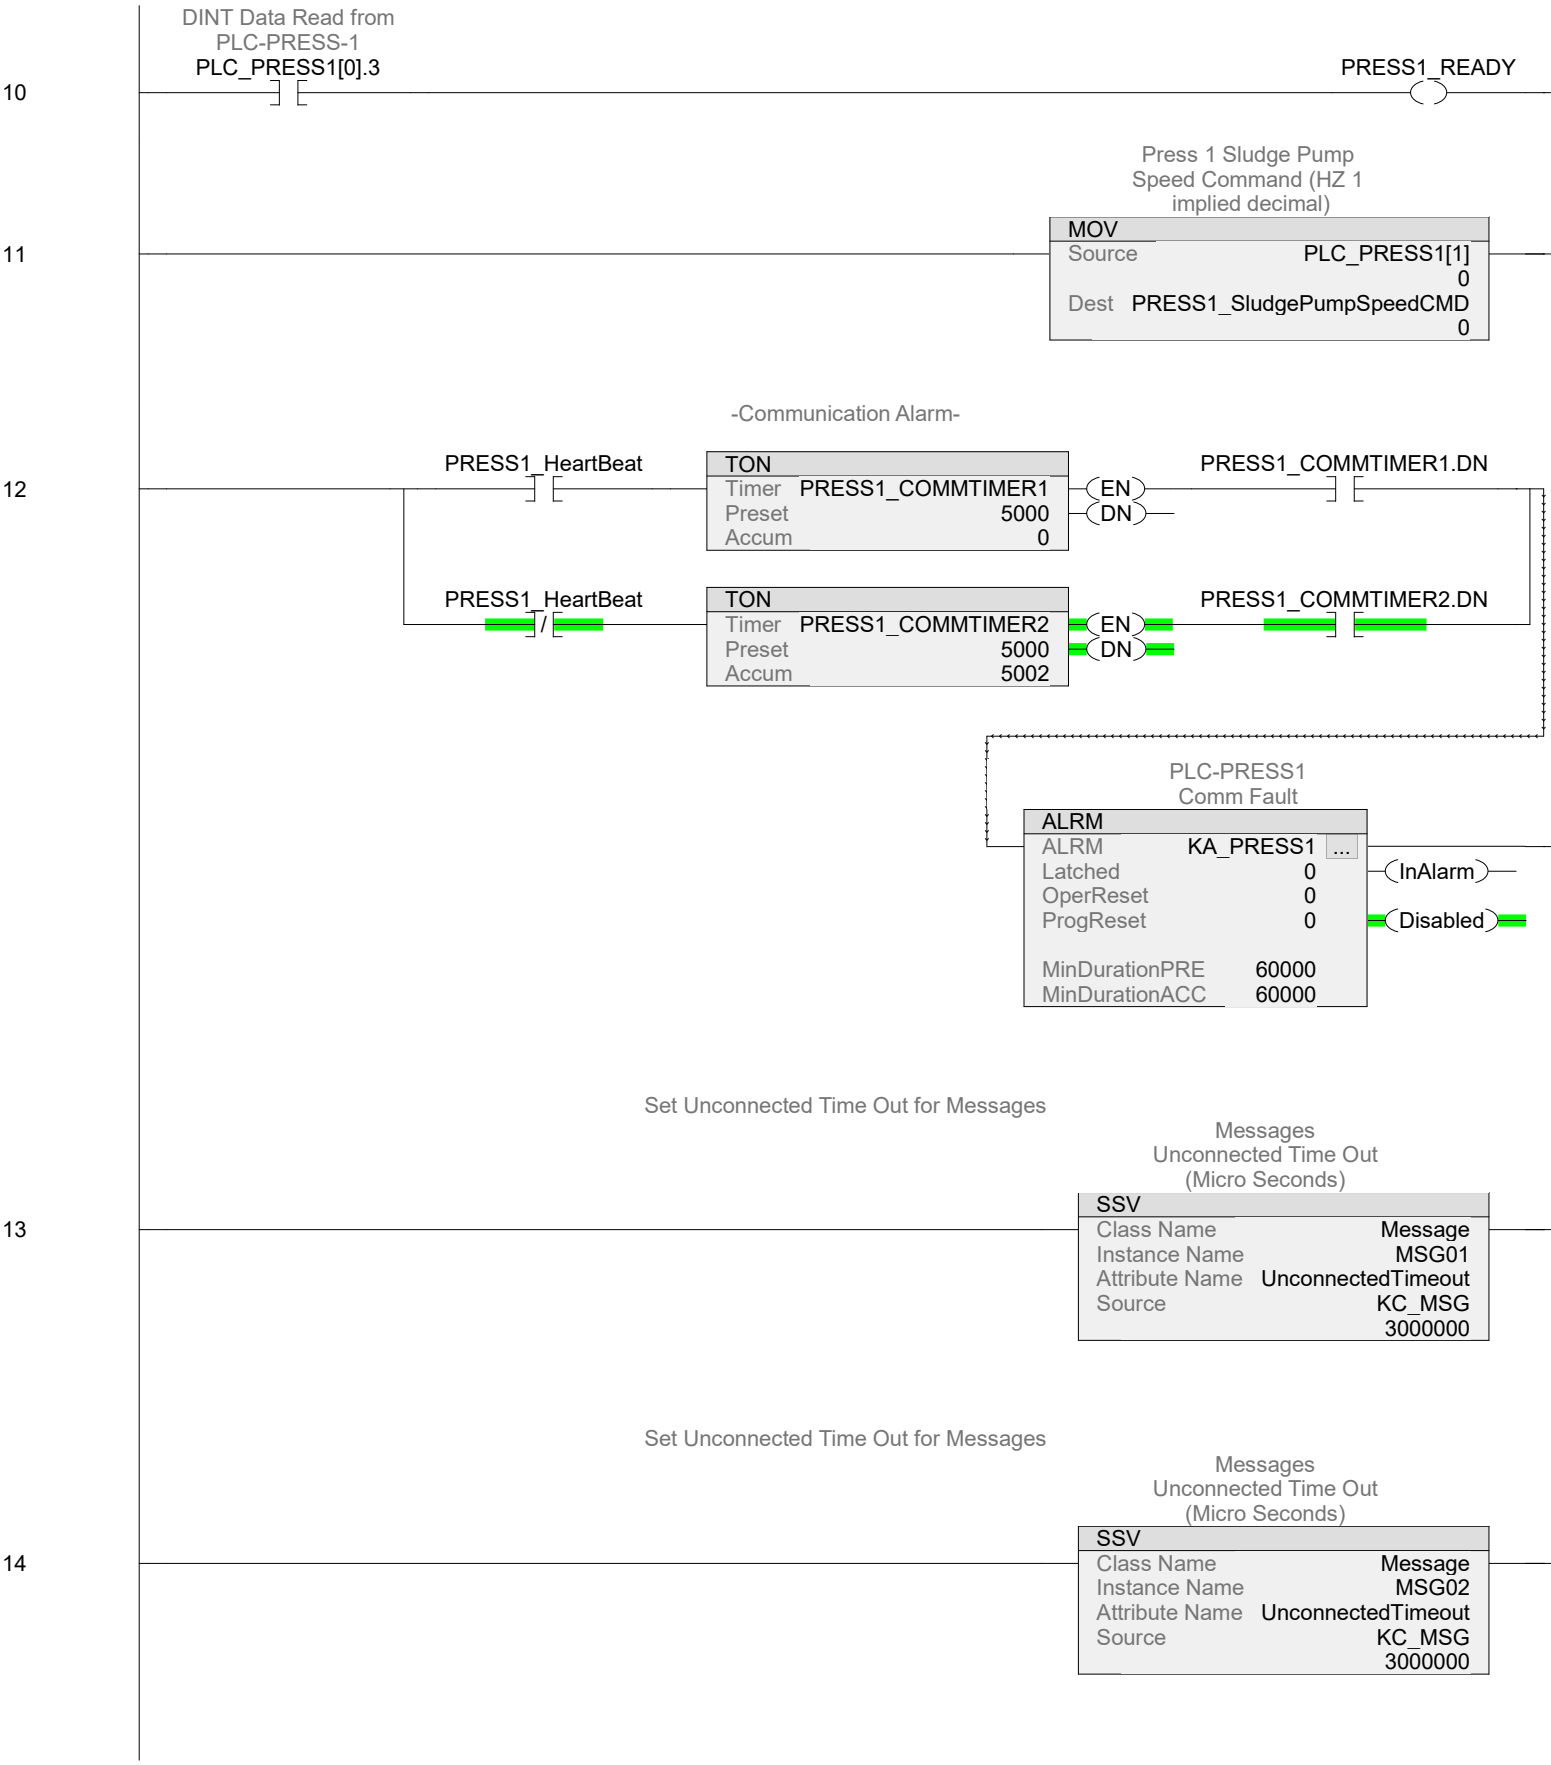 DINT Data Read from
PLC-PRESS-1
PLC_PRESS1[0].3
PRESS1_READY
10
Press 1 Sludge Pump
Speed Command (HZ 1
implied decimal)
MOV
11
Source PLC_PRESS1[1]
0
Dest PRESS1_SludgePumpSpeedCMD
0
-Communication Alarm-
PRESS1_HeartBeat
TON
PRESS1_COMMTIMER1.DN
12
Timer PRESS1_COMMTIMER1
EN
Preset 5000
DN
Accum 0
PRESS1_HeartBeat
/
TON
PRESS1_COMMTIMER2.DN
Timer PRESS1_COMMTIMER2
EN
Preset 5000
DN
Accum 5002
PLC-PRESS1
Comm Fault
ALRM
ALRM KA_PRESS1 ...
Latched 0
InAlarm
OperReset 0
ProgReset 0
Disabled
MinDurationPRE 60000
MinDurationACC 60000
Set Unconnected Time Out for Messages
Messages
Unconnected Time Out
(Micro Seconds)
SSV
13
Class Name Message
Instance Name MSG01
Attribute Name UnconnectedTimeout
Source KC_MSG
3000000
Set Unconnected Time Out for Messages
Messages
Unconnected Time Out
(Micro Seconds)
SSV
14
Class Name Message
Instance Name MSG02
Attribute Name UnconnectedTimeout
Source KC_MSG
3000000